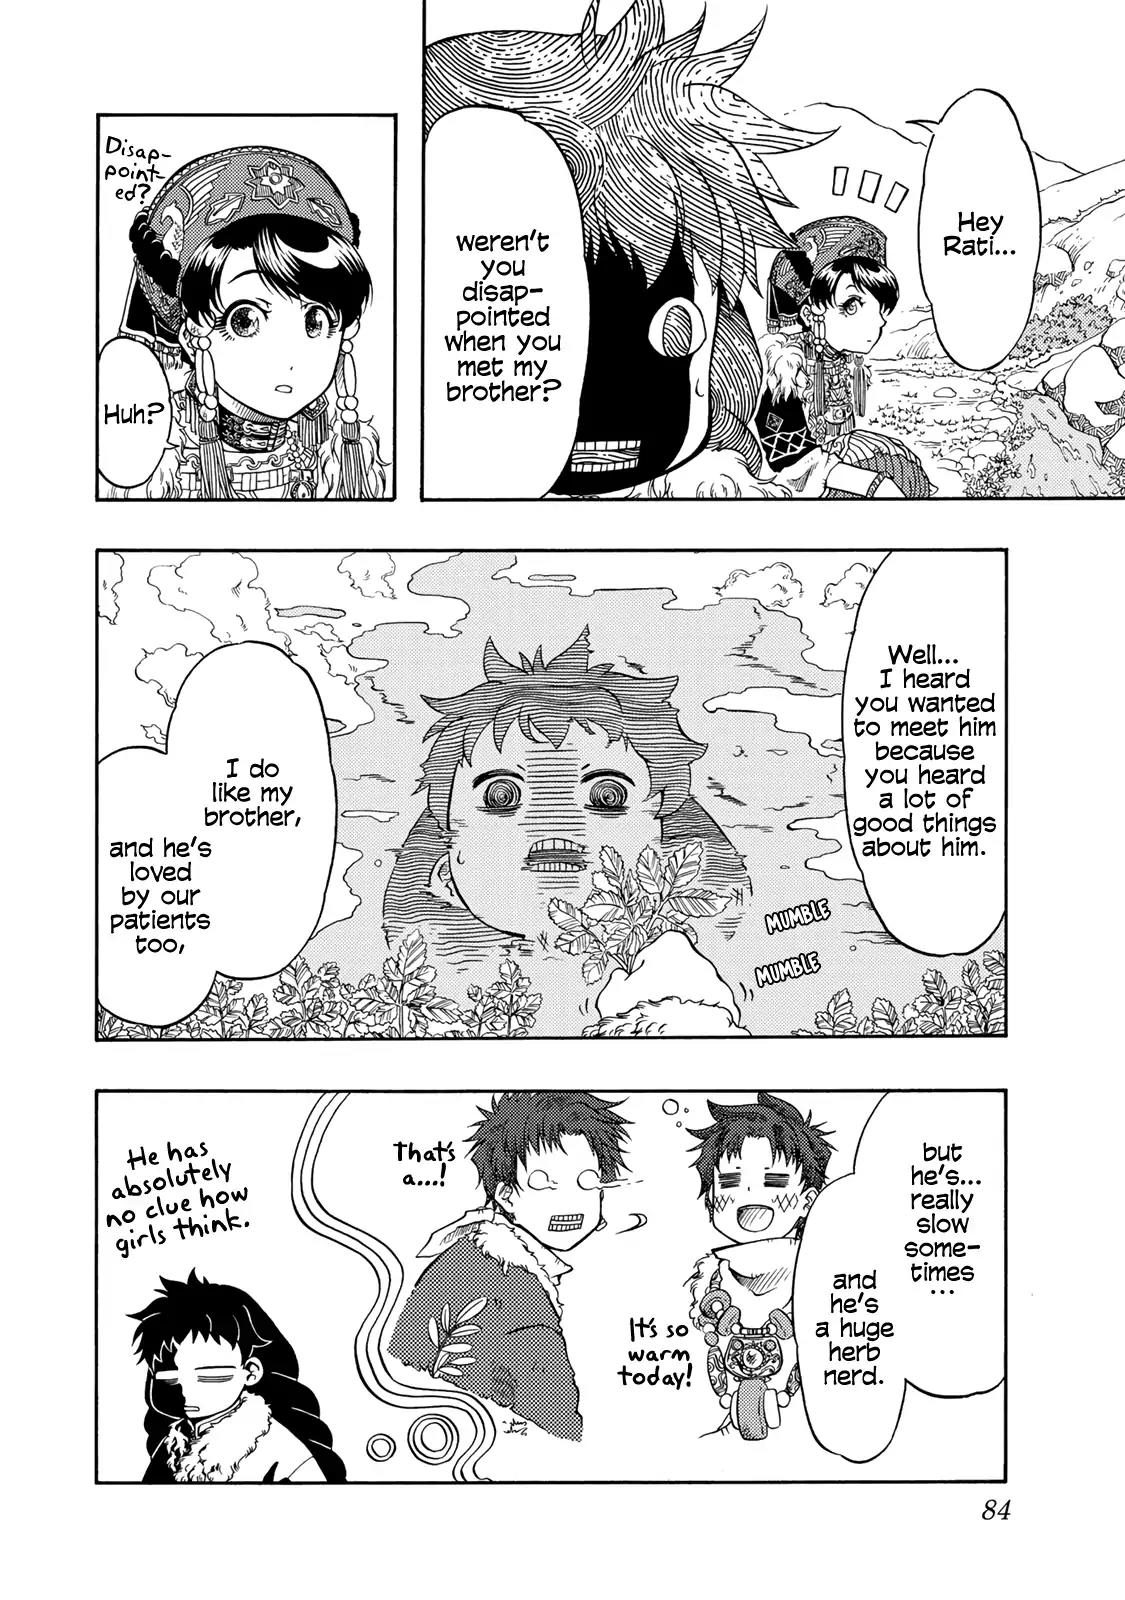 Hey
Rati...
weren't
you
disap-
pointed
when you
met my
brother?
Disap-
point-
ed?
Huh?
Well...
I heard
you wanted
to meet him
because
you heard
a lot of
good things
about him.
MUMBLE
MUMBLE
I do
like my
brother,
and he's
loved
by our
patients
too,
but
he's...
really
slow
some-
times
...
and
he's
a huge
herb
nerd.
It's so
warm
today!
That's
a...!
He has
absolutely
no clue how
girls think.
84